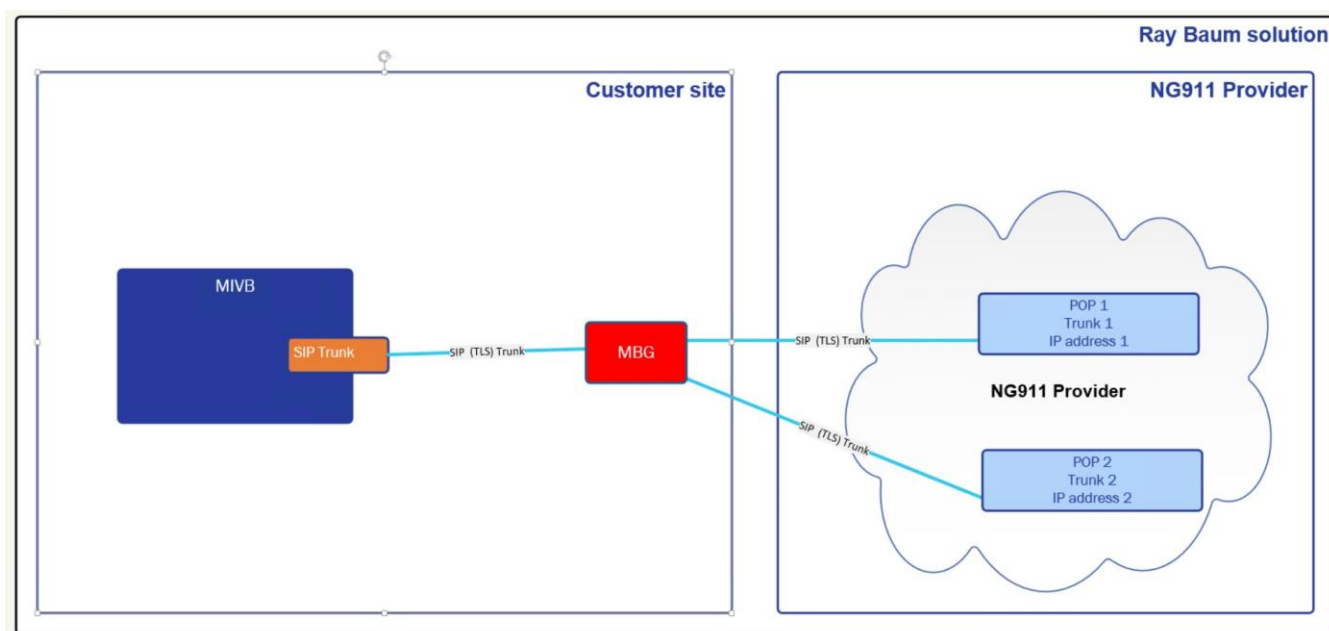 Ray Baum solution
Customer site
NG911 Provider
MIVB
SIP Trunk
SIP (TLS) Trunk
MBG
SIP (TLS) Trunk
POP 1
Trunk 1
IP address 1
NG911 Provider
SIP (TLS) Trunk
POP 2
Trunk 2
IP address 2